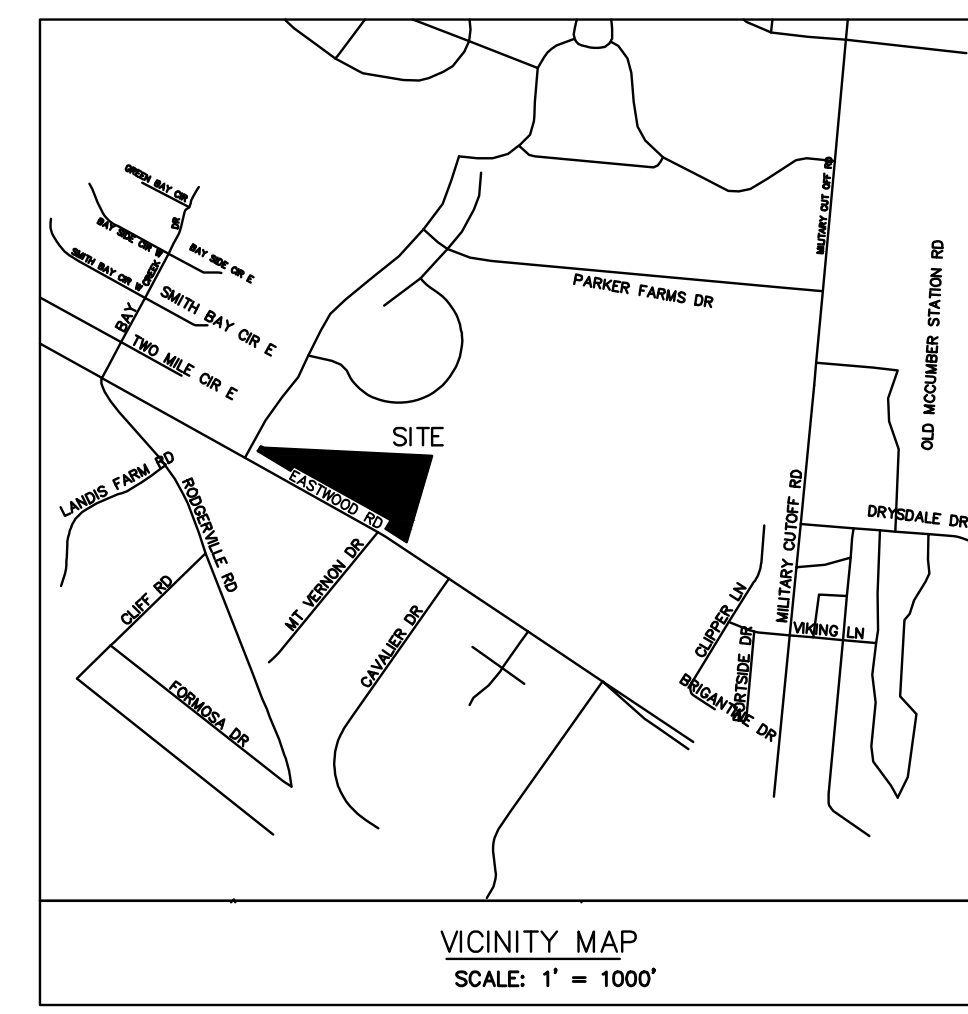 MILITARY CUT OFF RD
GREEN BAY CIR
DR
BAY SIDE CIR W
BAY SIDE CIR E
CREEK
SMITH BAY CIR W
SMITH BAY CIR E
BAY
TWO MILE CIR E
PARKER FARMS DR
OLD MCCUMBER STATION RD
SITE
EASTWOOD RD
LANDIS FARM RD
RODGERVILLE RD
MILITARY CUTOFF RD
DRYSDALE DR
MT VERNON DR
CLIFF RD
CAVALIER DR
CLIPPER LN
VIKING LN
PORTSIDE DR
BRIGANTINE DR
FORMOSA DR
VICINITY MAP
SCALE: 1' = 1000'